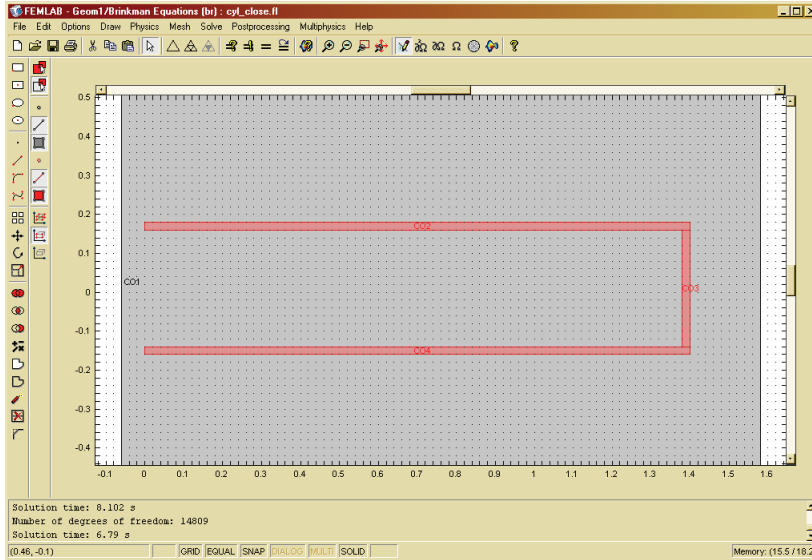 FEMLAB - Geom1/Brinkman Equations (br) : cyl_close.fl
File Edit Options Draw Physics Mesh Solve Postprocessing Multiphysics Help
0.5
0.4
0.3
0.2
CO2
0.1
CO1
0
CO3
-0.1
CO4
-0.2
-0.3
-0.4
-0.1 0 0.1 0.2 0.3 0.4 0.5 0.6 0.7 0.8 0.9 1 1.1 1.2 1.3 1.4 1.5 1.6
Solution time: 8.102 s
Number of degrees of freedom: 14809
Solution time: 6.79 s
(0.46, -0.1) GRID EQUAL SNAP DIALOG MULTI SOLID Memory: (15.5 /